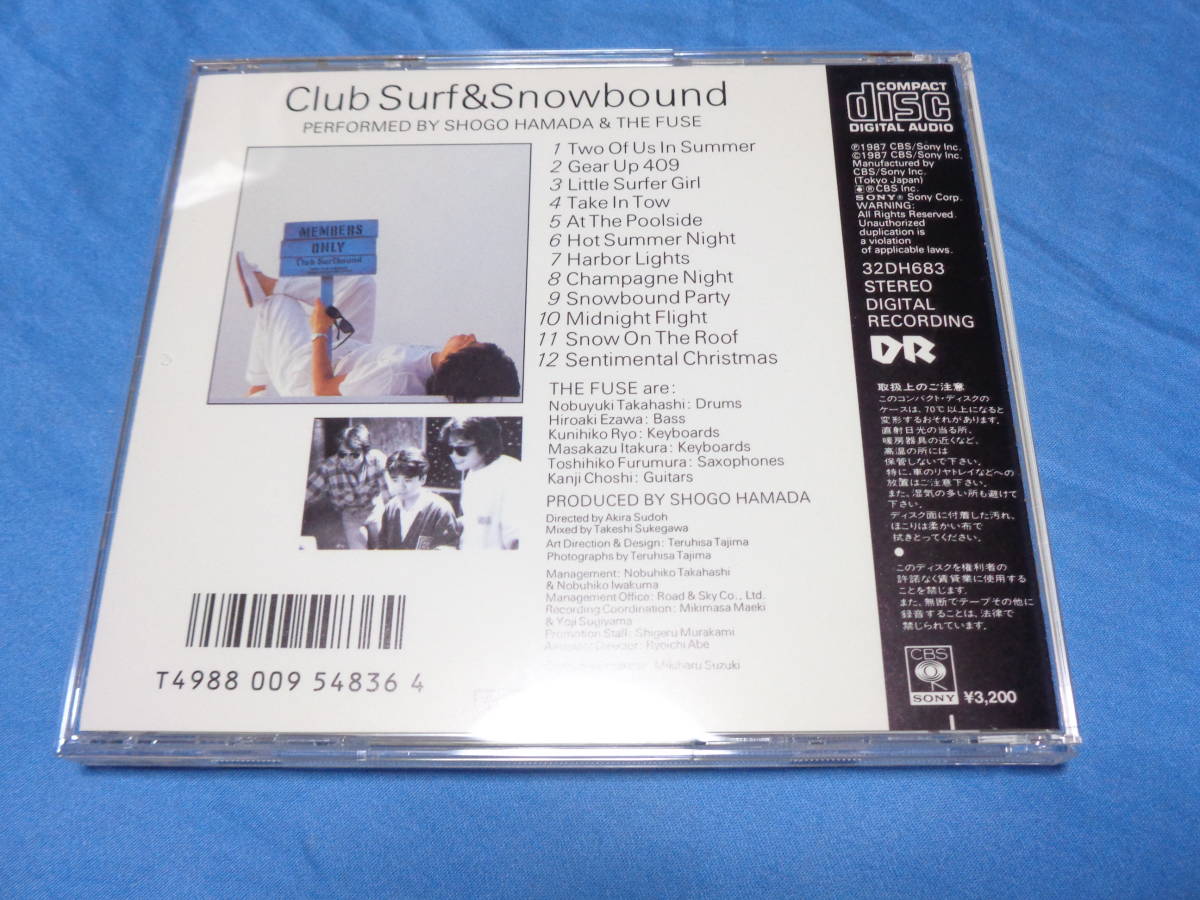 Club Surf&Snowbound
PERFORMED BY SHOGO HAMADA & THE FUSE
MEMBERS
ONLY
Club Surfbound
1 Two Of Us In Summer
2 Gear Up 409
3 Little Surfer Girl
4 Take In Tow
5 At The Poolside
6 Hot Summer Night
7 Harbor Lights
8 Champagne Night
9 Snowbound Party
10 Midnight Flight
11 Snow On The Roof
12 Sentimental Christmas
THE FUSE are:
Nobuyuki Takahashi: Drums
Hiroaki Ezawa: Bass
Kunihiko Ryo: Keyboards
Masakazu Itakura: Keyboards
Toshihiko Furumura: Saxophones
Kanji Choshi: Guitars
PRODUCED BY SHOGO HAMADA
Directed by Akira Sudoh
Mixed by Takeshi Sukegawa
Art Direction & Design: Teruhisa Tajima
Photographs by Teruhisa Tajima
Management: Nobuhiko Takahashi
& Nobuhiko Iwakuma
Management Office: Road & Sky Co., Ltd.
Recording Coordination: Mikimasa Maeki
& Yoji Sugiyama
Promotion Staff: Shigeru Murakami
Director: Ryoichi Abe
Suzuki
T4988 009 54836 4
COMPACT
disc
DIGITAL AUDIO
℗1987 CBS/Sony Inc.
©1987 CBS/Sony Inc.
Manufactured by
CBS/Sony Inc.
(Tokyo Japan)
®CBS Inc.
SONY® Sony Corp.
WARNING:
All Rights Reserved.
Unauthorized
duplication is
a violation
of applicable laws.
32DH683
STEREO
DIGITAL
RECORDING
DR
取扱上のご注意
このコンパクト・ディスクの
ケースは、70℃以上になると
変形するおそれがあります。
直射日光の当る所、
暖房器具の近くなど、
高温の所には
保管しないで下さい。
特に、車のリヤトレイなどへの
放置はご注意下さい。
また、湿気の多い所も避けて
下さい。
ディスク面に付着した汚れ、
ほこりは柔かい布で
拭きとってください。
●
このディスクを権利者の
許諾なく賃貸業に使用する
ことを禁じます。
また、無断でテープその他に
録音することは、法律で
禁じられています。
CBS
SONY
¥3,200